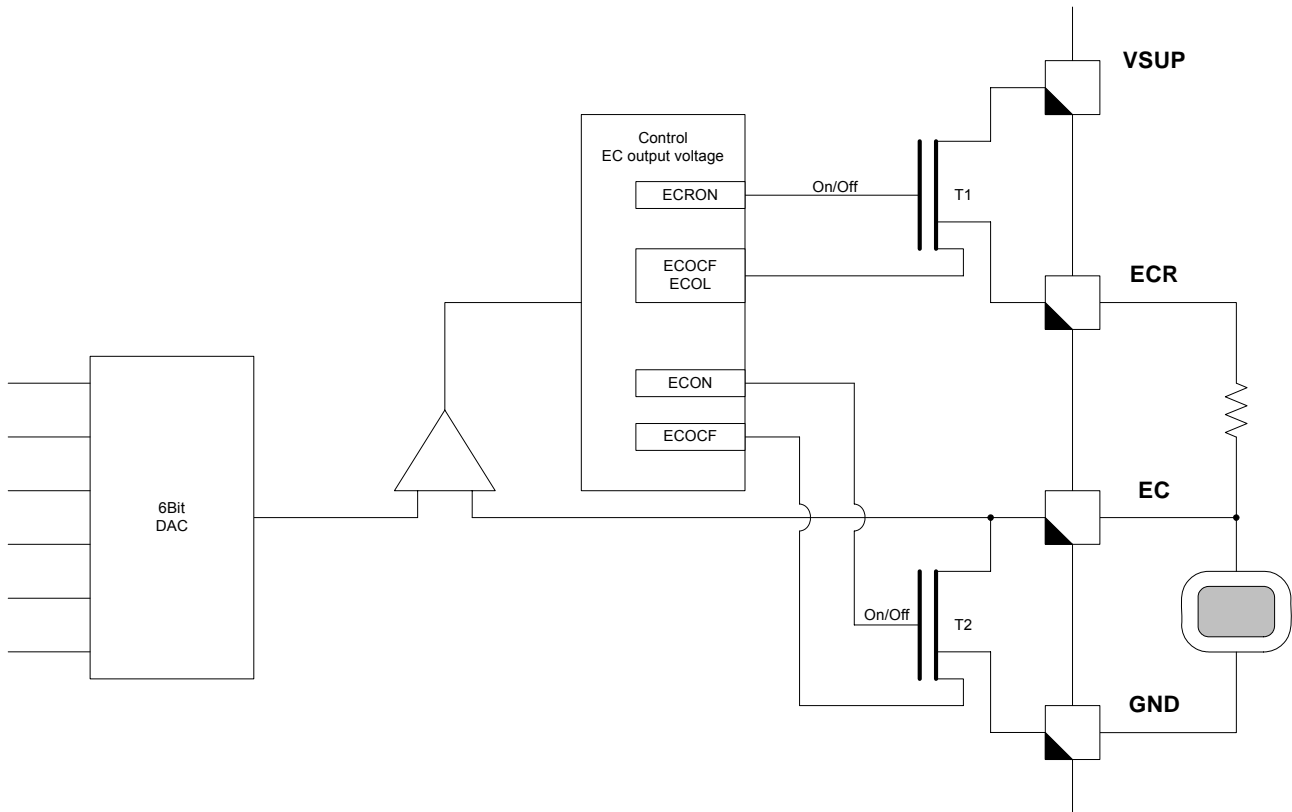 VSUP
Control
EC output voltage
ECRON
On/Off
T1
ECOCF
ECOL
ECR
ECON
ECOCF
6Bit
DAC
EC
On/Off
T2
GND